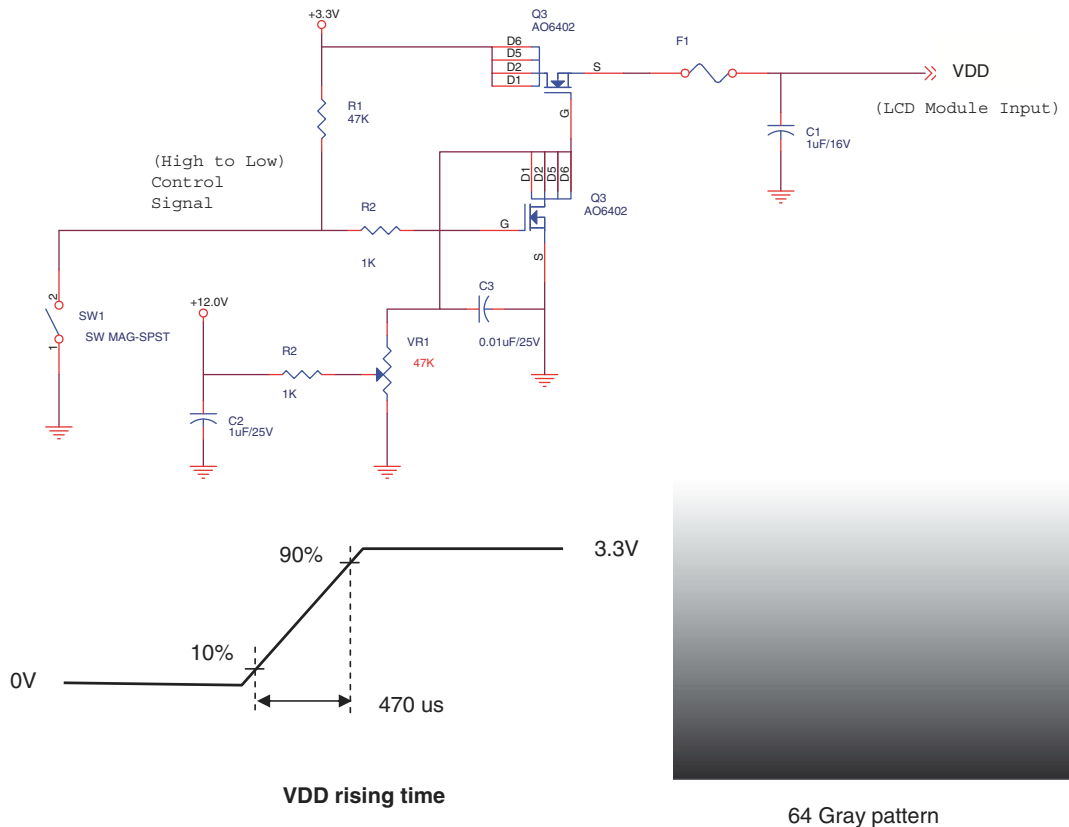 +3.3V
Q3
AO6402
D6
D5
D2
D1
S
F1
VDD
(LCD Module Input)
R1
47K
G
C1
1uF/16V
(High to Low)
Control
Signal
D1
D2
D5
D6
Q3
AO6402
R2
1K
G
S
2
SW1
SW MAG-SPST
1
+12.0V
C3
0.01uF/25V
R2
1K
VR1
47K
C2
1uF/25V
90%
3.3V
10%
0V
470 us
VDD rising time
64 Gray pattern